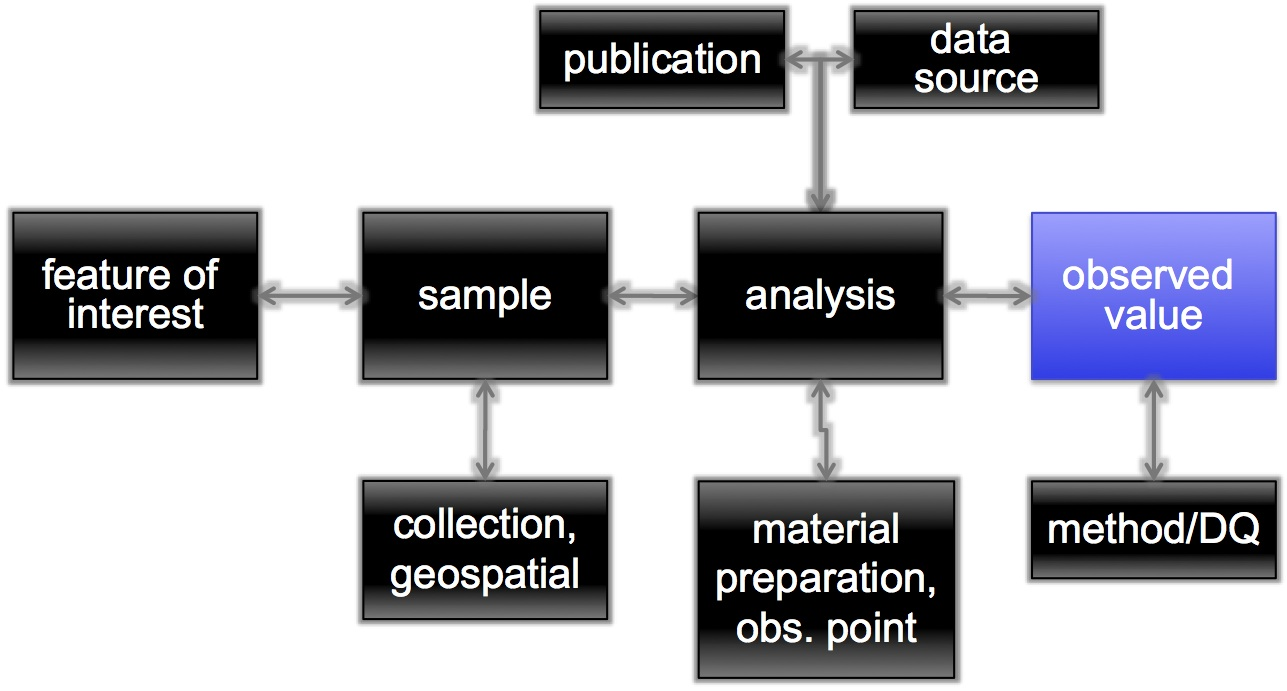 publication
data
source
feature of
interest
sample
analysis
observed
value
collection,
geospatial
material
preparation,
obs. point
method/DQ